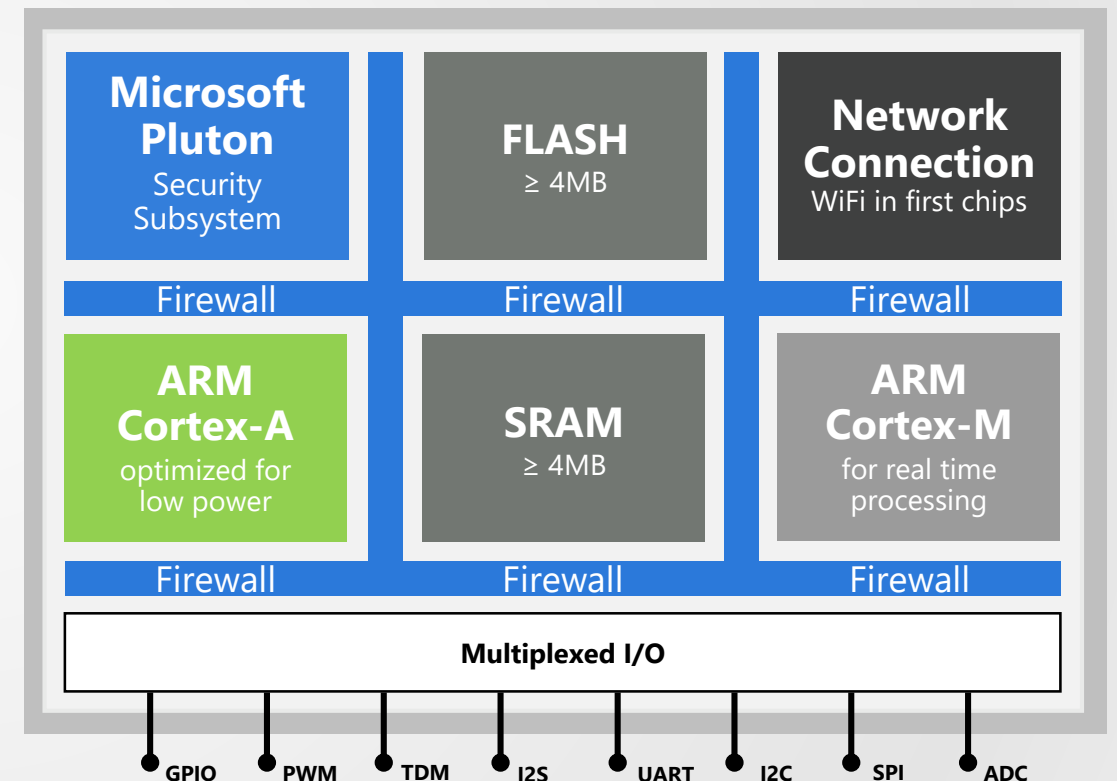 Microsoft
Pluton
Security
Subsystem
FLASH
≥ 4MB
Network
Connection
WiFi in first chips
Firewall
Firewall
Firewall
ARM
Cortex-A
optimized for
low power
SRAM
≥ 4MB
ARM
Cortex-M
for real time
processing
Firewall
Firewall
Firewall
Multiplexed I/O
GPIO
PWM
TDM
I2S
UART
I2C
SPI
ADC